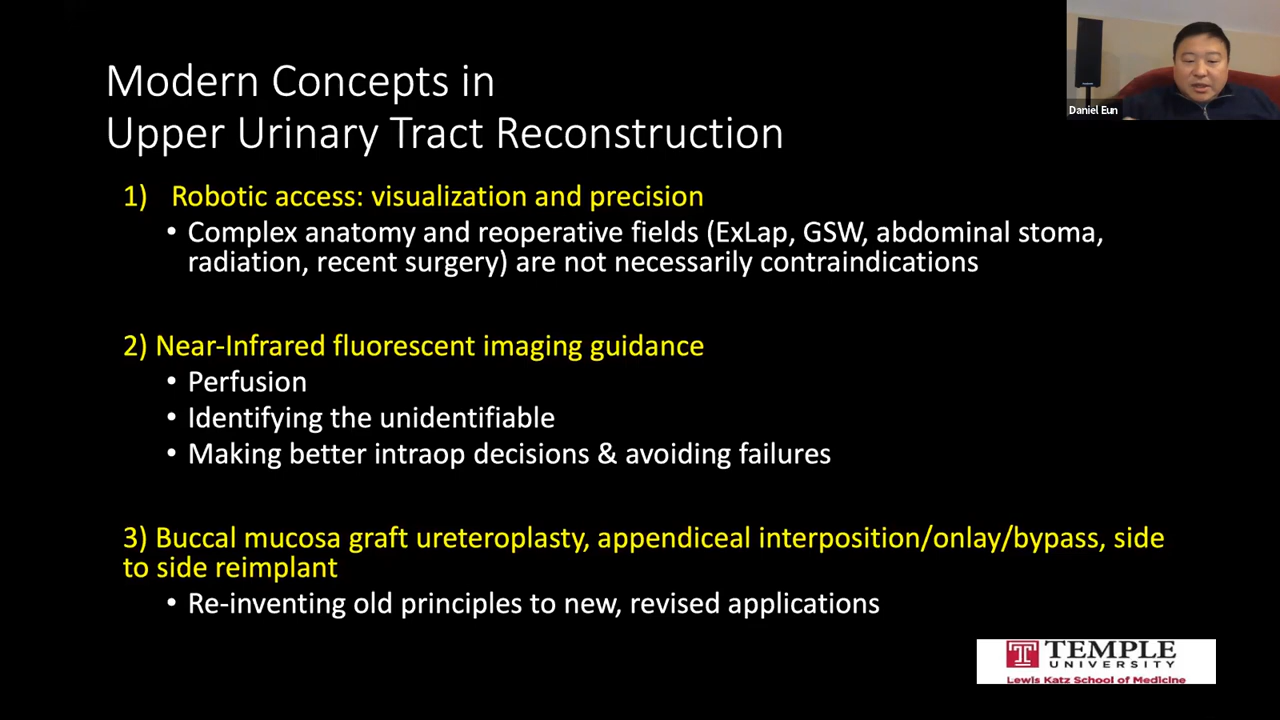 Modern Concepts in
Upper Urinary Tract Reconstruction
Daniel Eun
1) Robotic access: visualization and precision
• Complex anatomy and reoperative fields (ExLap, GSW, abdominal stoma,
radiation, recent surgery) are not necessarily contraindications
2) Near-Infrared fluorescent imaging guidance
• Perfusion
• Identifying the unidentifiable
• Making better intraop decisions & avoiding failures
3) Buccal mucosa graft ureteroplasty, appendiceal interposition/onlay/bypass, side
to side reimplant
• Re-inventing old principles to new, revised applications
TEMPLE
UNIVERSITY
Lewis Katz School of Medicine